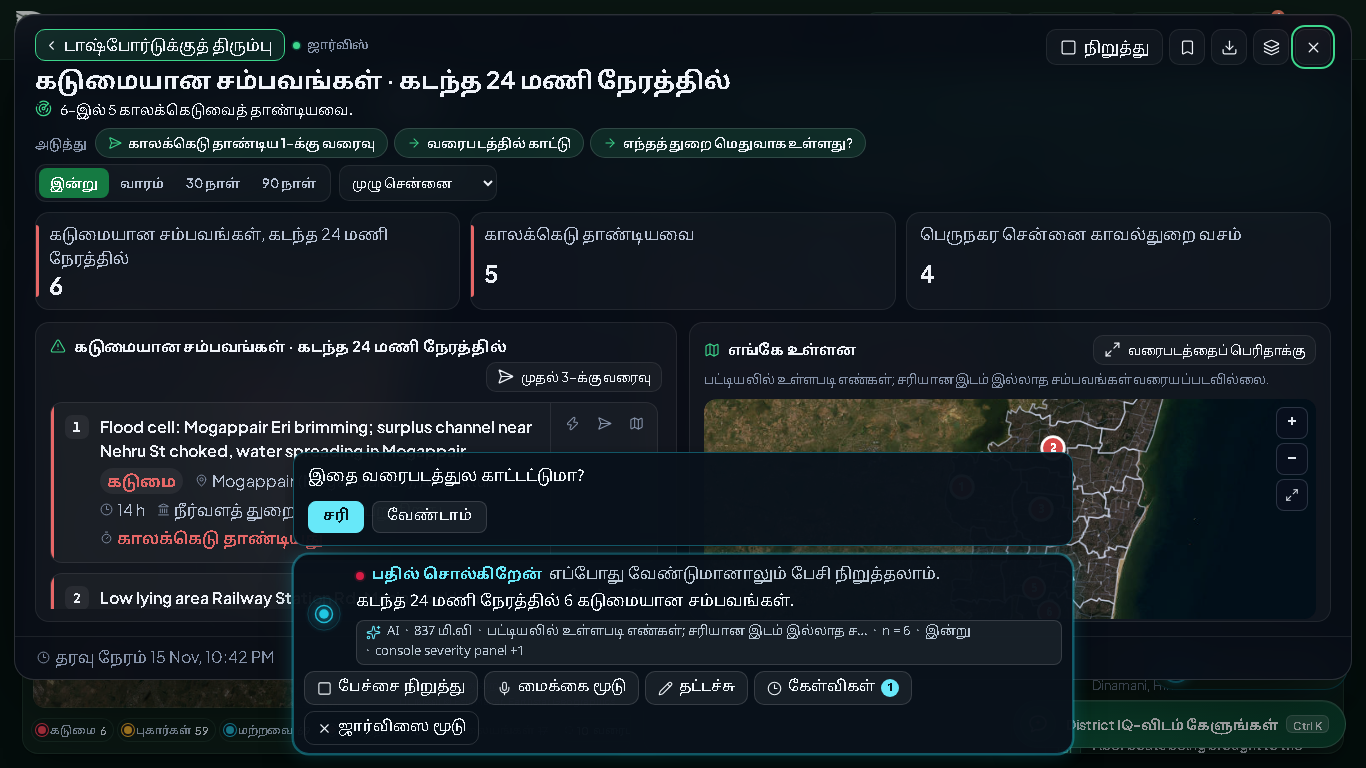 டாஷ்போர்டுக்குத் திரும்பு
ஜார்விஸ்
நிறுத்து
கடுமையான சம்பவங்கள் · கடந்த 24 மணி நேரத்தில்
6-இல் 5 காலக்கெடுவைத் தாண்டியவை.
அடுத்து
காலக்கெடு தாண்டிய 1-க்கு வரைவு
வரைபடத்தில் காட்டு
எந்தத் துறை மெதுவாக உள்ளது?
இன்று
வாரம்
30 நாள்
90 நாள்
முழு சென்னை
கடுமையான சம்பவங்கள், கடந்த 24 மணி
நேரத்தில்
6
காலக்கெடு தாண்டியவை
5
பெருநகர சென்னை காவல்துறை வசம்
4
கடுமையான சம்பவங்கள் · கடந்த 24 மணி நேரத்தில்
முதல் 3-க்கு வரைவு
1
Flood cell: Mogappair Eri brimming; surplus channel near
Nehru St choked, water spreading in Mogappair
கடுமை
Mogappair
14 h
நீர்வளத் துறை
காலக்கெடு
2
Low lying area Railway
எங்கே உள்ளன
வரைபடத்தைப் பெரிதாக்கு
பட்டியலில் உள்ளபடி எண்கள்; சரியான இடம் இல்லாத சம்பவங்கள் வரையப்படவில்லை.
2
+
−
இதை வரைபடத்துல காட்டட்டுமா?
சரி
வேண்டாம்
பதில் சொல்கிறேன் எப்போது வேண்டுமானாலும் பேசி நிறுத்தலாம்.
கடந்த 24 மணி நேரத்தில் 6 கடுமையான சம்பவங்கள்.
AI · 837 மி.வி · பட்டியலில் உள்ளபடி எண்கள்; சரியான இடம் இல்லாத ச... · n = 6 · இன்று
· console severity panel +1
பேச்சை நிறுத்து
மைக்கை மூடு
தட்டச்சு
கேள்விகள் 1
ஜார்விஸை மூடு
தரவு நேரம் 15 Nov, 10:42 PM
கடுமை 6
புகார்கள் 59
மற்றவை
Dinamani,
District IQ-விடம் கேளுங்கள்
Ctrl K